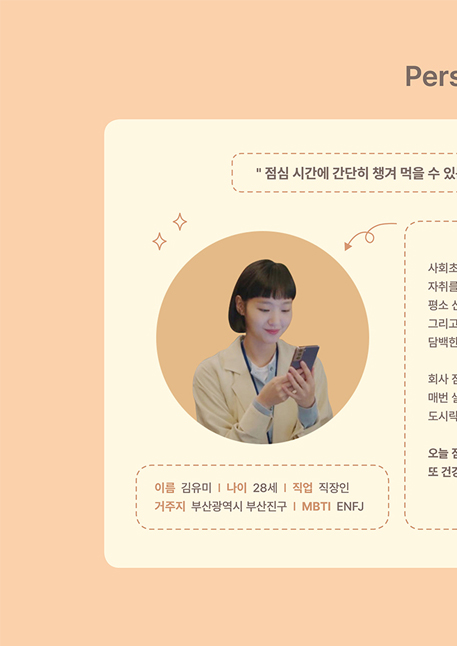 Pers
" 점심 시간에 간단히 챙겨 먹을 수 있
사회초
자취를
평소 
그리고
담백한
회사 점
매번 
도시락
오늘 점
또 건강
이름 김유미 I 나이 28세 I 직업 직장인
거주지 부산광역시 부산진구 I MBTI ENFJ